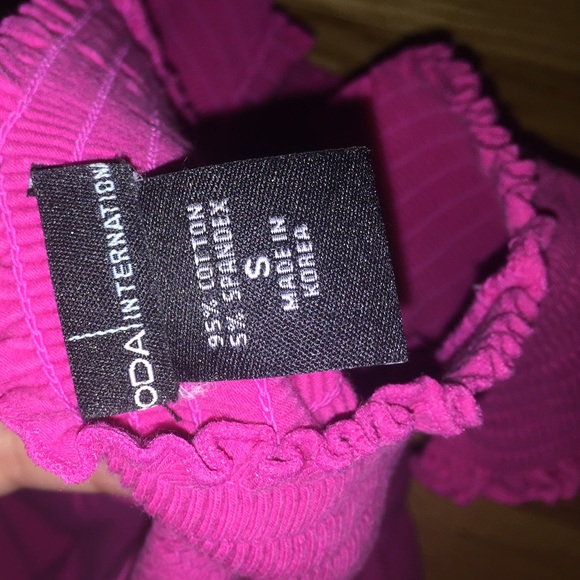 ODA INTERNATION
95% COTTON
5% SPANDEX
S
MADE IN
KOREA